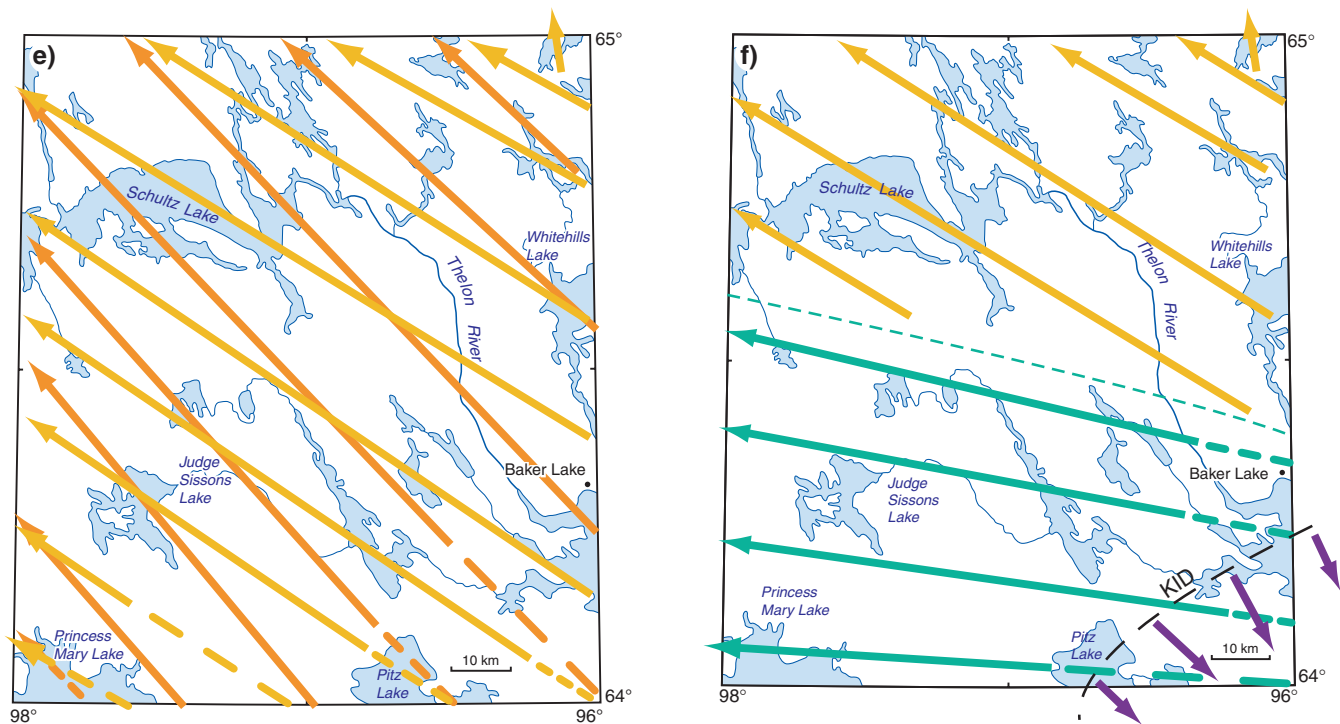 e)
65°
Schultz Lake
Whitehills
Lake
Thelon
River
Judge
Sissons
Lake
Baker Lake
Princess
Mary Lake
Pitz
Lake
10 km
64°
98°
96°
f)
65°
Schultz Lake
Whitehills
Lake
Thelon
River
Baker Lake
Judge
Sissons
Lake
KID
Princess
Mary Lake
Pitz
Lake
10 km
64°
98°
96°